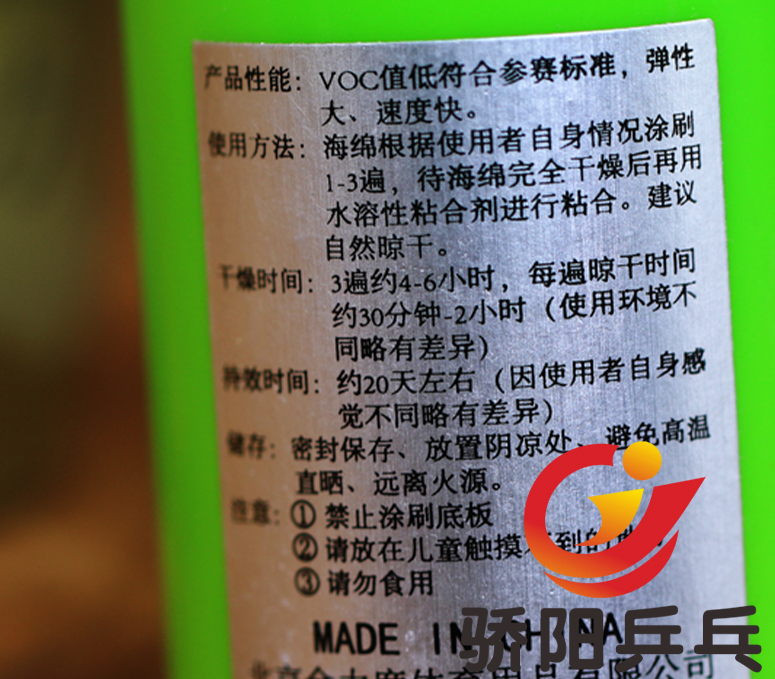 产品性能：VOC值低符合参赛标准，弹性
大、速度快。
使用方法：海绵根据使用者自身情况涂刷
1-3遍，待海绵完全干燥后再用
水溶性粘合剂进行粘合。建议
自然晾干。
干燥时间：3遍约4-6小时，每遍晾干时间
约30分钟-2小时（使用环境不
同略有差异）
持效时间：约20天左右（因使用者自身感
觉不同略有差异）
储存：密封保存、放置阴凉处、避免高温
直晒、远离火源。
注意：① 禁止涂刷底板
② 请放在儿童触摸不到的
③ 请勿食用
MADE IN CHINA
体育用品有限公司
骄阳乒乓